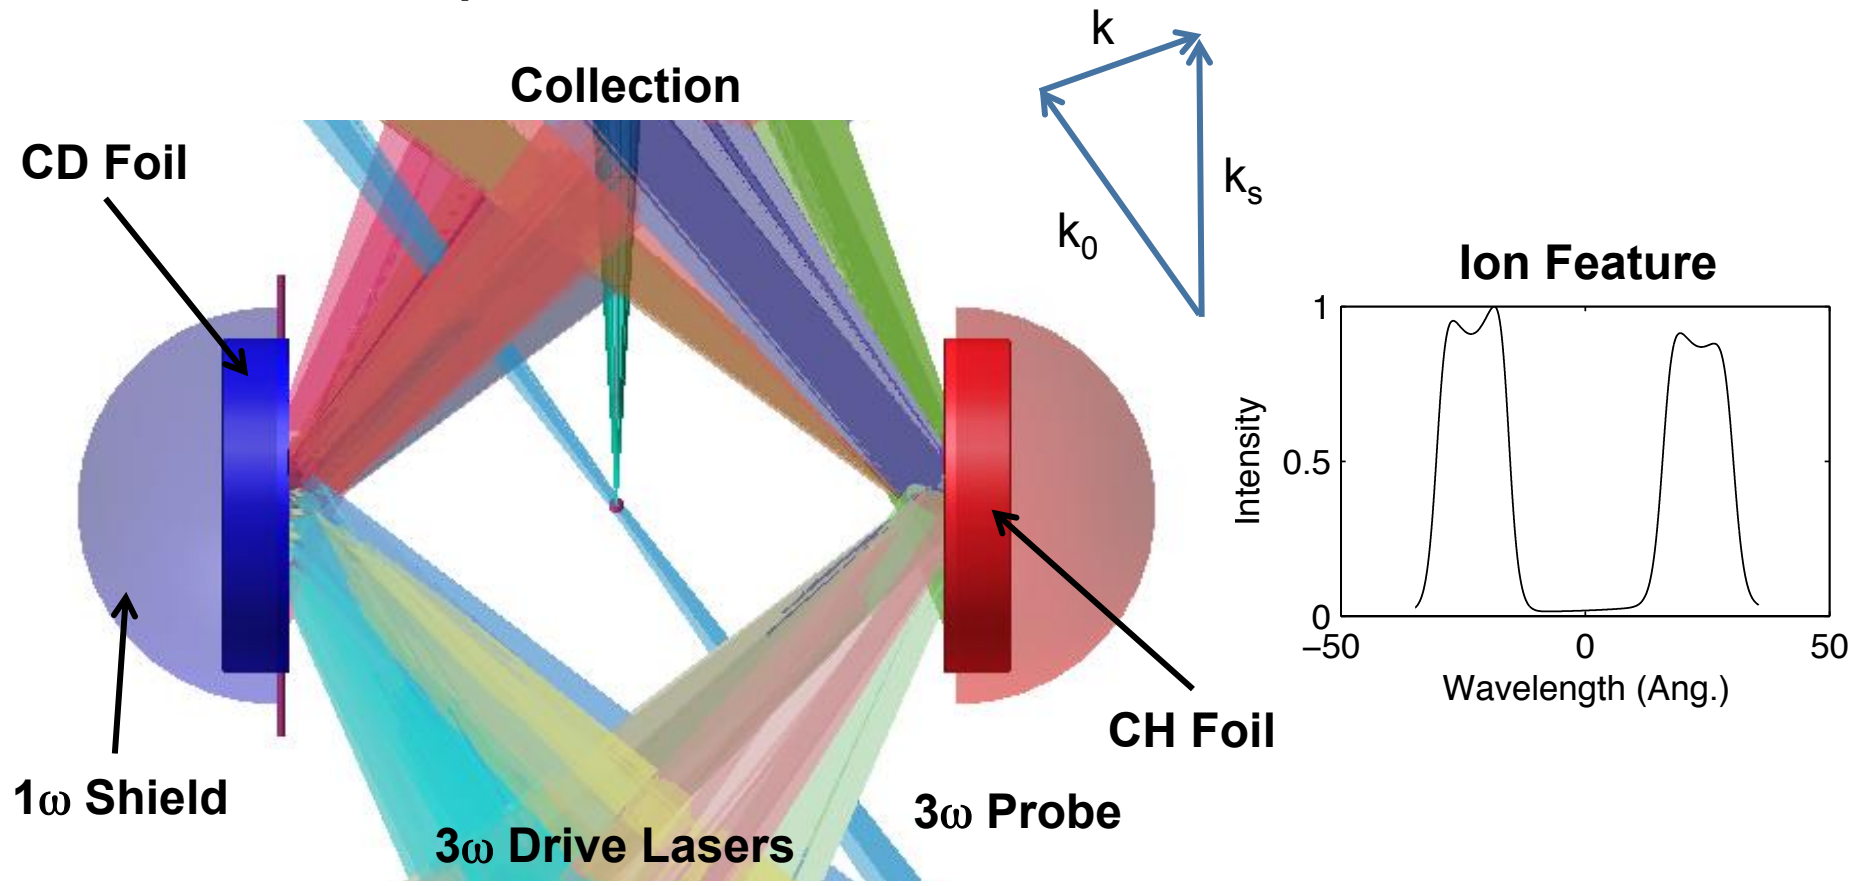 k
Collection
CD Foil
ks
k0
Ion Feature
1
0.5
0
Intensity
−50
0
50
Wavelength (Ang.)
CH Foil
1ω Shield
3ω Probe
3ω Drive Lasers